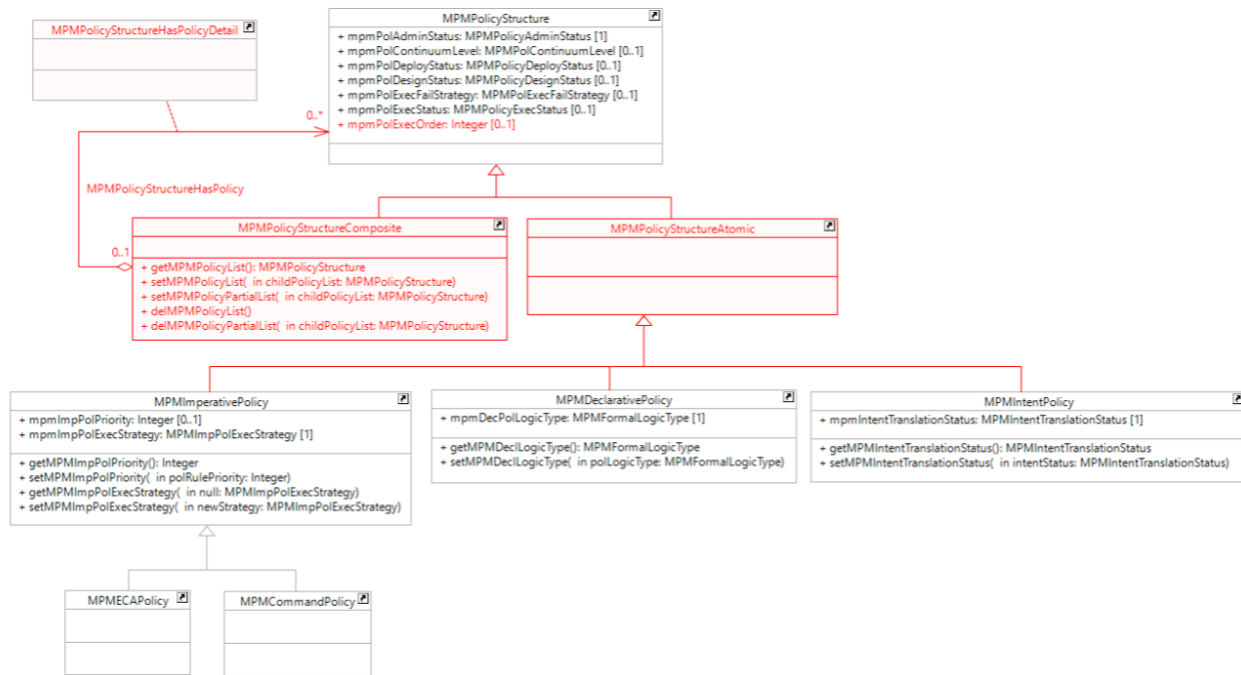 MPMPolicyStructureHasPolicyDetail
MPMPolicyStructure
+ mpmPolAdminStatus: MPMPolicyAdminStatus [1]
+ mpmPolContinuumLevel: MPMPolContinuumLevel [0..1]
+ mpmPolDeployStatus: MPMPolicyDeployStatus [0..1]
+ mpmPolDesignStatus: MPMPolicyDesignStatus [0..1]
+ mpmPolExecFailStrategy: MPMPolExecFailStrategy [0..1]
+ mpmPolExecStatus: MPMPolicyExecStatus [0..1]
+ mpmPolExecOrder: Integer [0..1]
0..*
MPMPolicyStructureHasPolicy
0..1
MPMPolicyStructureComposite
+ getMPMPolicyList(): MPMPolicyStructure
+ setMPMPolicyList( in childPolicyList: MPMPolicyStructure)
+ setMPMPolicyPartialList( in childPolicyList: MPMPolicyStructure)
+ delMPMPolicyList()
+ delMPMPolicyPartialList( in childPolicyList: MPMPolicyStructure)
MPMPolicyStructureAtomic
MPMImperativePolicy
+ mpmImpPolPriority: Integer [0..1]
+ mpmImpPolExecStrategy: MPMImpPolExecStrategy [1]
+ getMPMImpPolPriority(): Integer
+ setMPMImpPolPriority( in polRulePriority: Integer)
+ getMPMImpPolExecStrategy( in null: MPMImpPolExecStrategy)
+ setMPMImpPolExecStrategy( in newStrategy: MPMImpPolExecStrategy)
MPMDeclarativePolicy
+ mpmDecPolLogicType: MPMFormalLogicType [1]
+ getMPMDeclLogicType(): MPMFormalLogicType
+ setMPMDeclLogicType( in polLogicType: MPMFormalLogicType)
MPMIntentPolicy
+ mpmIntentTranslationStatus: MPMIntentTranslationStatus [1]
+ getMPMIntentTranslationStatus(): MPMIntentTranslationStatus
+ setMPMIntentTranslationStatus( in intentStatus: MPMIntentTranslationStatus)
MPMECAPolicy
MPMCommandPolicy